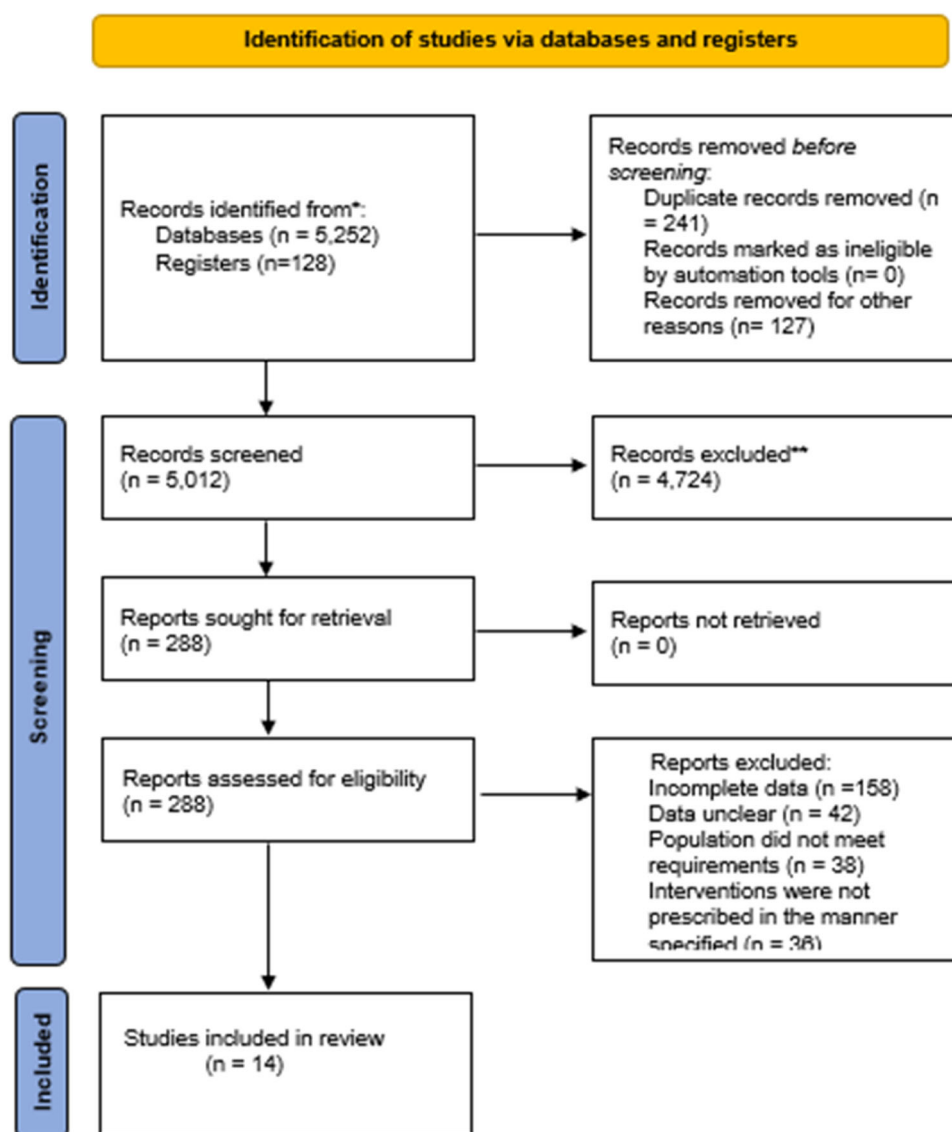 Identification of studies via databases and registers
Identification
Records identified from*:
Databases (n = 5,252)
Registers (n=128)
Records removed before
screening:
Duplicate records removed (n
= 241)
Records marked as ineligible
by automation tools (n= 0)
Records removed for other
reasons (n= 127)
Screening
Records screened
(n = 5,012)
Records excluded**
(n = 4,724)
Reports sought for retrieval
(n = 288)
Reports not retrieved
(n = 0)
Reports assessed for eligibility
(n = 288)
Reports excluded:
Incomplete data (n =158)
Data unclear (n = 42)
Population did not meet
requirements (n = 38)
Interventions were not
prescribed in the manner
specified (n = 36)
Included
Studies included in review
(n = 14)